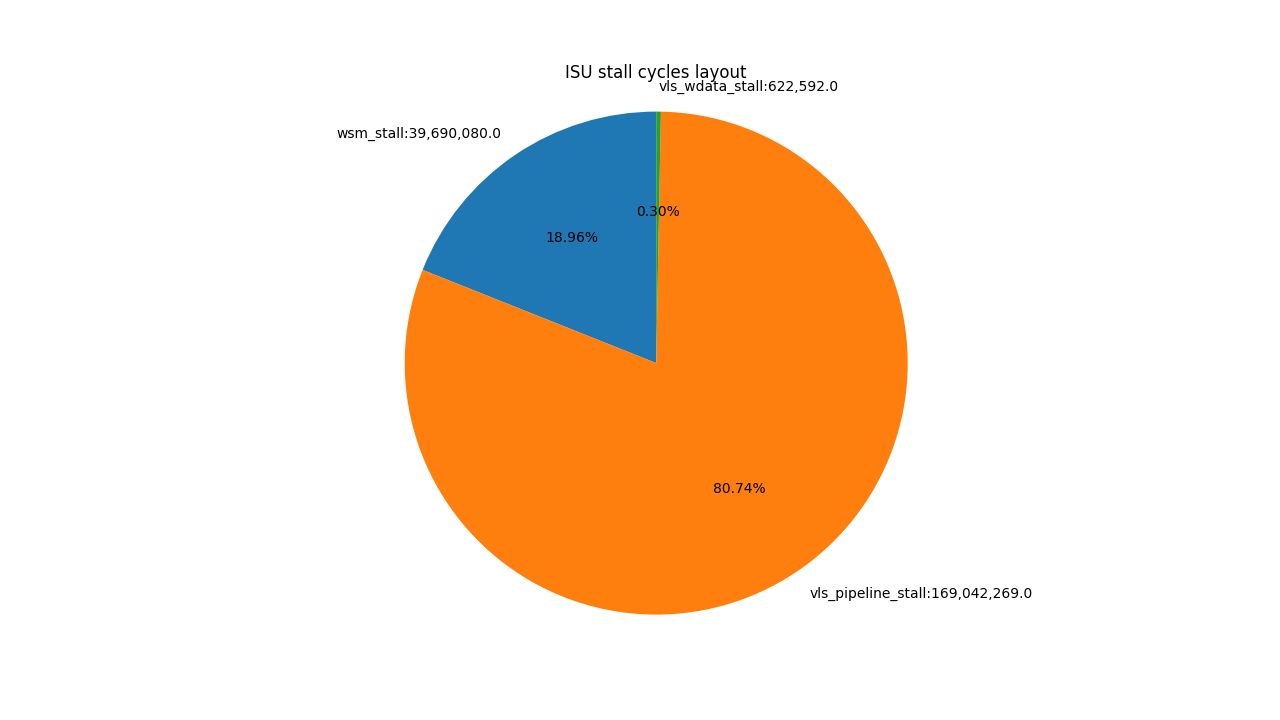 ISU stall cycles layout
vls_wdata_stall:622,592.0
wsm_stall:39,690,080.0
0.30%
18.96%
80.74%
vls_pipeline_stall:169,042,269.0